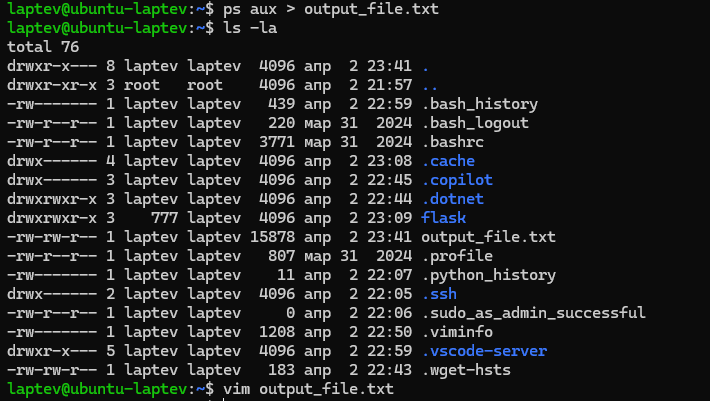 laptev@ubuntu-laptev:~$ ps aux > output_file.txt
laptev@ubuntu-laptev:~$ ls -la
total 76
drwxr-x--- 8 laptev laptev  4096 апр  2 23:41 .
drwxr-xr-x 3 root   root    4096 апр  2 21:57 ..
-rw------- 1 laptev laptev   439 апр  2 22:59 .bash_history
-rw-r--r-- 1 laptev laptev   220 мар 31  2024 .bash_logout
-rw-r--r-- 1 laptev laptev  3771 мар 31  2024 .bashrc
drwx------ 4 laptev laptev  4096 апр  2 23:08 .cache
drwx------ 3 laptev laptev  4096 апр  2 22:45 .copilot
drwxrwxr-x 3 laptev laptev  4096 апр  2 22:44 .dotnet
drwxrwxr-x 3    777 laptev  4096 апр  2 23:09 flask
-rw-rw-r-- 1 laptev laptev 15878 апр  2 23:41 output_file.txt
-rw-r--r-- 1 laptev laptev   807 мар 31  2024 .profile
-rw------- 1 laptev laptev    11 апр  2 22:07 .python_history
drwx------ 2 laptev laptev  4096 апр  2 22:05 .ssh
-rw-r--r-- 1 laptev laptev     0 апр  2 22:06 .sudo_as_admin_successful
-rw------- 1 laptev laptev  1208 апр  2 22:50 .viminfo
drwxr-x--- 5 laptev laptev  4096 апр  2 22:59 .vscode-server
-rw-rw-r-- 1 laptev laptev   183 апр  2 22:43 .wget-hsts
laptev@ubuntu-laptev:~$ vim output_file.txt